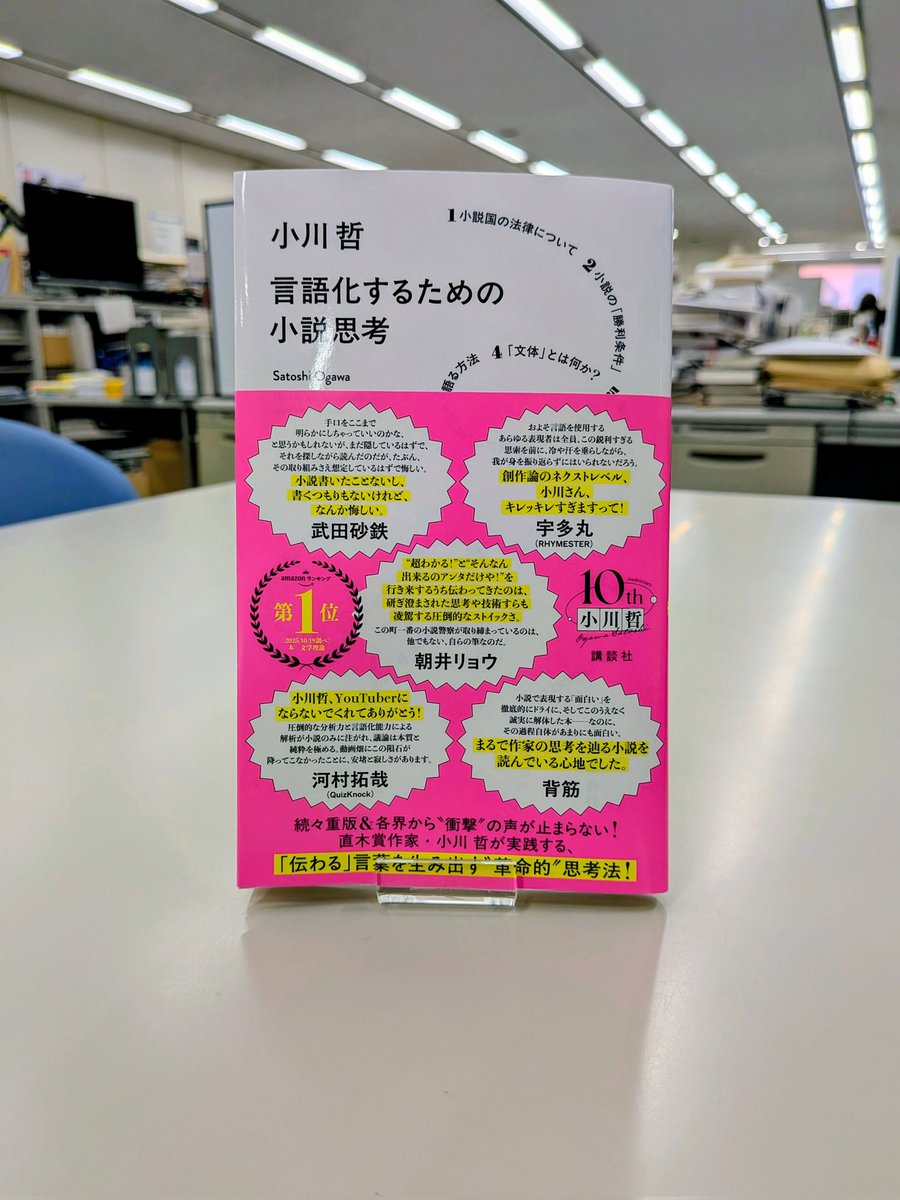 小川 哲
言語化するための
小説思考
Satoshi Ogawa
1 小説国の法律について
2 小説の「勝利条件」
語る方法
4 「文体」とは何か?
手口をここまで
明らかにしちゃっていいのかな、
と思うかもしれないが、まだ隠しているはずで、
それを探しながら読んだのだが、たぶん、
その取り組みさえ想定しているはずで悔しい。
小説書いたことないし、
書くつもりもないけれど、
なんか悔しい。
武田砂鉄
およそ言語を使用する
あらゆる表現者は全員、この鋭利すぎる
思索を前に、冷や汗を垂らしながら、
我が身を振り返らずにはいられないだろう。
創作論のネクストレベル、
小川さん、
キレッキレすぎますって!
宇多丸
(RHYMESTER)
amazonランキング
第1位
(2025/10/19調べ)
本 文学理論
“超わかる!”と“そんなん
出来るのアンタだけや!”を
行き来するうち伝わってきたのは、
研ぎ澄まされた思考や技術すらも
凌駕する圧倒的なストイックさ。
この町一番の小説警察が取り締まっているのは、
他でもない、自らの筆なのだ。
朝井リョウ
10th
Anniversary
小川哲
Ogawa Satoshi
講談社
小川哲、YouTuberに
ならないでくれてありがとう!
圧倒的な分析力と言語化能力による
解析が小説のみに注がれ、議論は本質と
純粋を極める。動画畑にこの隕石が
降ってこなかったことに、安堵と寂しさがあります。
河村拓哉
(QuizKnock)
小説で表現する「面白い」を
徹底的にドライに、そしてこのうえなく
誠実に解体した本──なのに、
その過程自体があまりにも面白い。
まるで作家の思考を辿る小説を
読んでいる心地でした。
背筋
続々重版&各界から“衝撃”の声が止まらない!
直木賞作家・小川 哲が実践する、
「伝わる」言葉を生み出す“革命的”思考法!